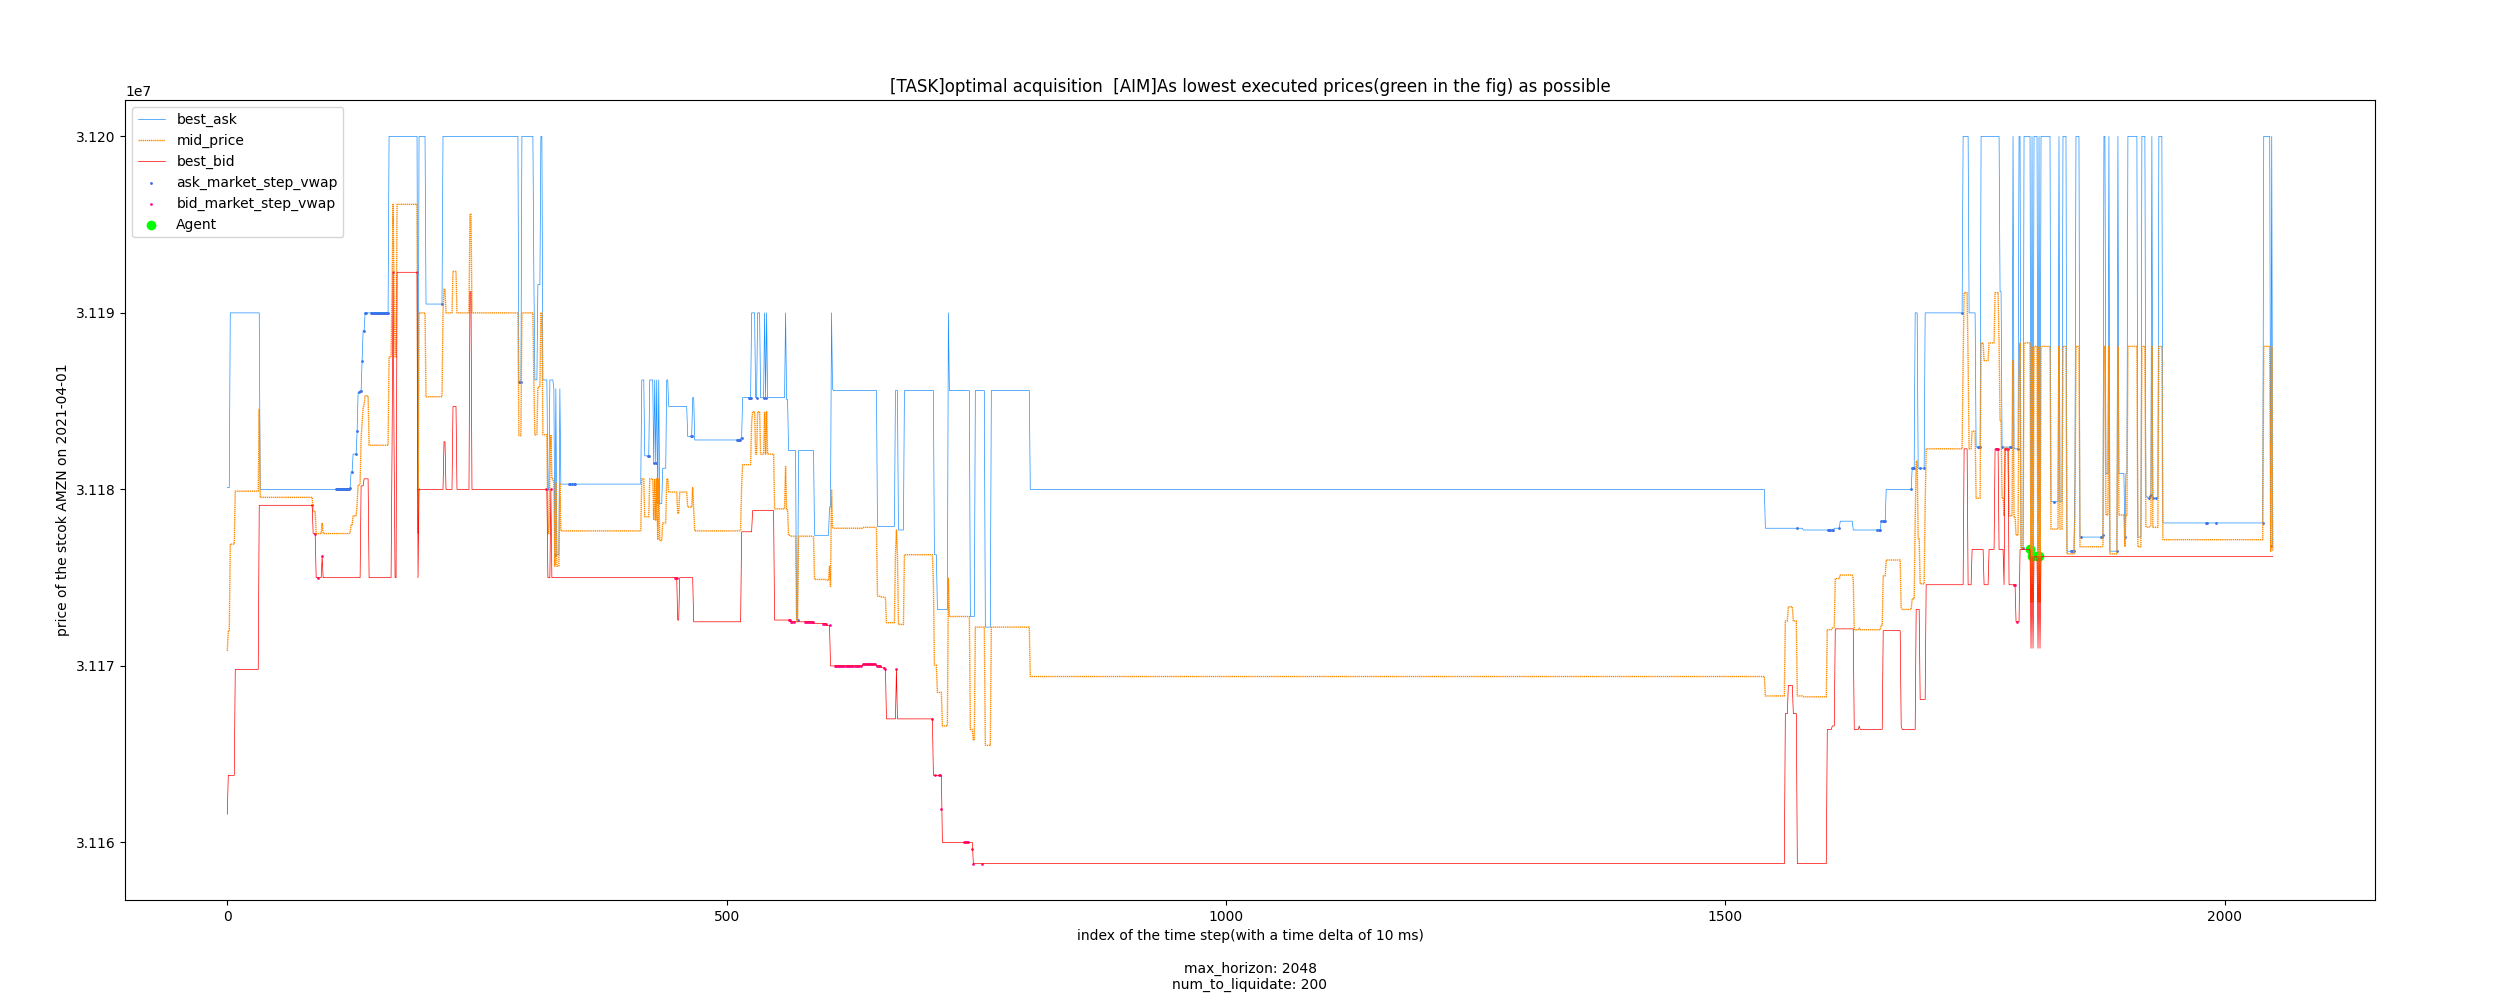 [TASK]optimal acquisition  [AIM]As lowest executed prices(green in the fig) as possible
1e7
best_ask
mid_price
best_bid
ask_market_step_vwap
bid_market_step_vwap
Agent
3.120
3.119
3.118
3.117
3.116
price of the stcok AMZN on 2021-04-01
0 500 1000 1500 2000
index of the time step(with a time delta of 10 ms)
max_horizon: 2048
num_to_liquidate: 200